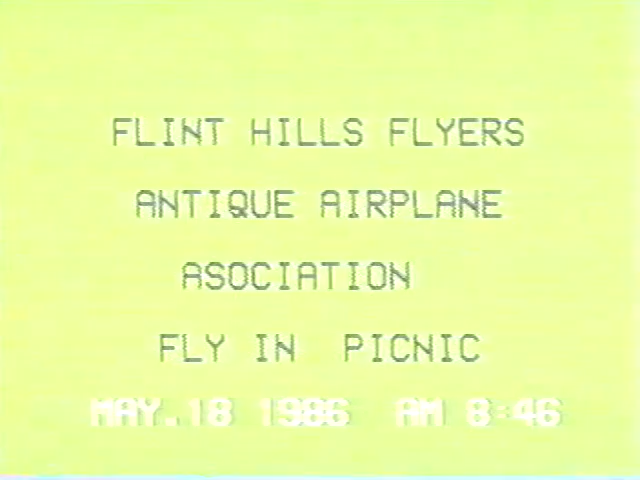 FLINT HILLS FLYERS
ANTIQUE AIRPLANE
ASOCIATION
FLY IN PICNIC
MAY.18 1986 AM 8:46